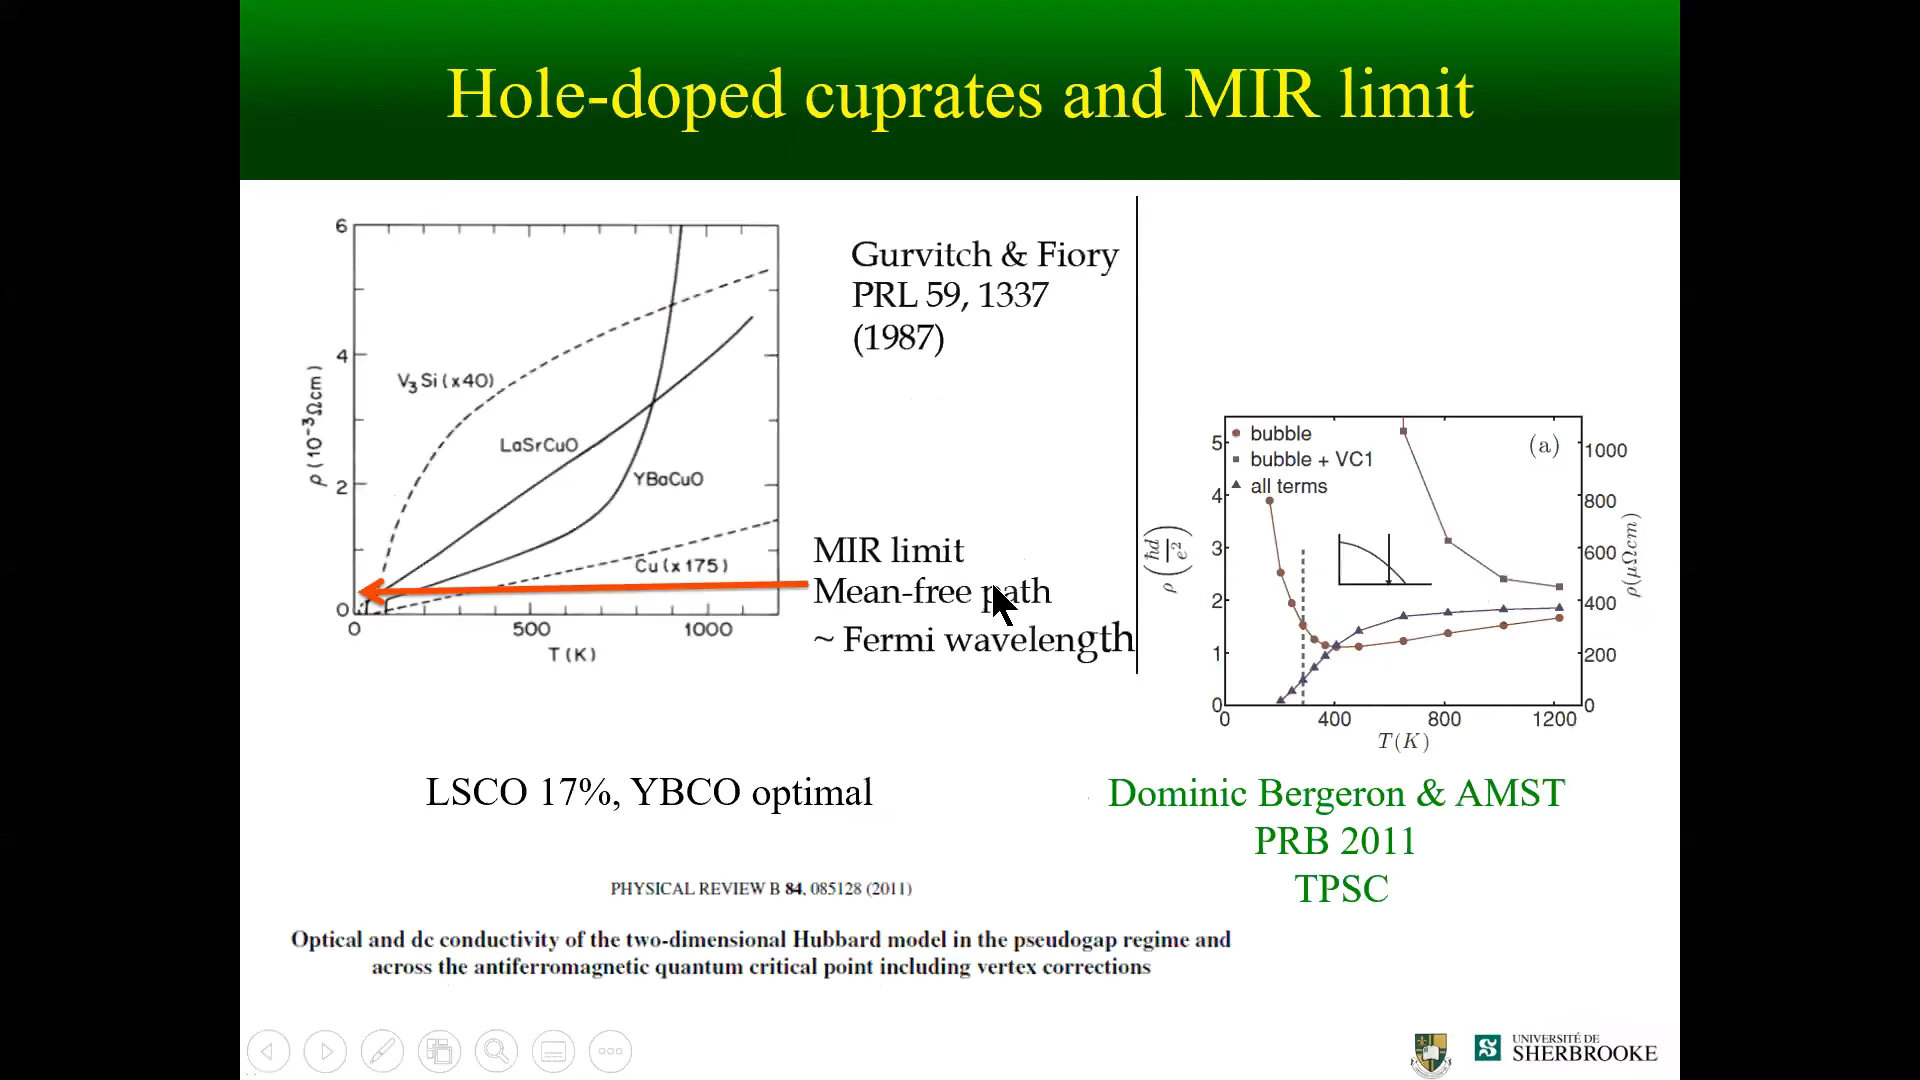 Hole-doped cuprates and MIR limit
6
4
2
0
ρ (10⁻³Ωcm)
V₃Si (x40)
LaSrCuO
YBaCuO
Cu (x175)
0
500
1000
T (K)
Gurvitch & Fiory
PRL 59, 1337
(1987)
MIR limit
Mean-free path
~ Fermi wavelength
bubble
bubble + VC1
all terms
(a)
5
4
3
2
1
0
ρ (ħd/e²)
1000
800
600
400
200
0
ρ(μΩcm)
0
400
800
1200
T(K)
LSCO 17%, YBCO optimal
Dominic Bergeron & AMST
PRB 2011
TPSC
PHYSICAL REVIEW B 84, 085128 (2011)
Optical and dc conductivity of the two-dimensional Hubbard model in the pseudogap regime and
across the antiferromagnetic quantum critical point including vertex corrections
UNIVERSITÉ DE
SHERBROOKE